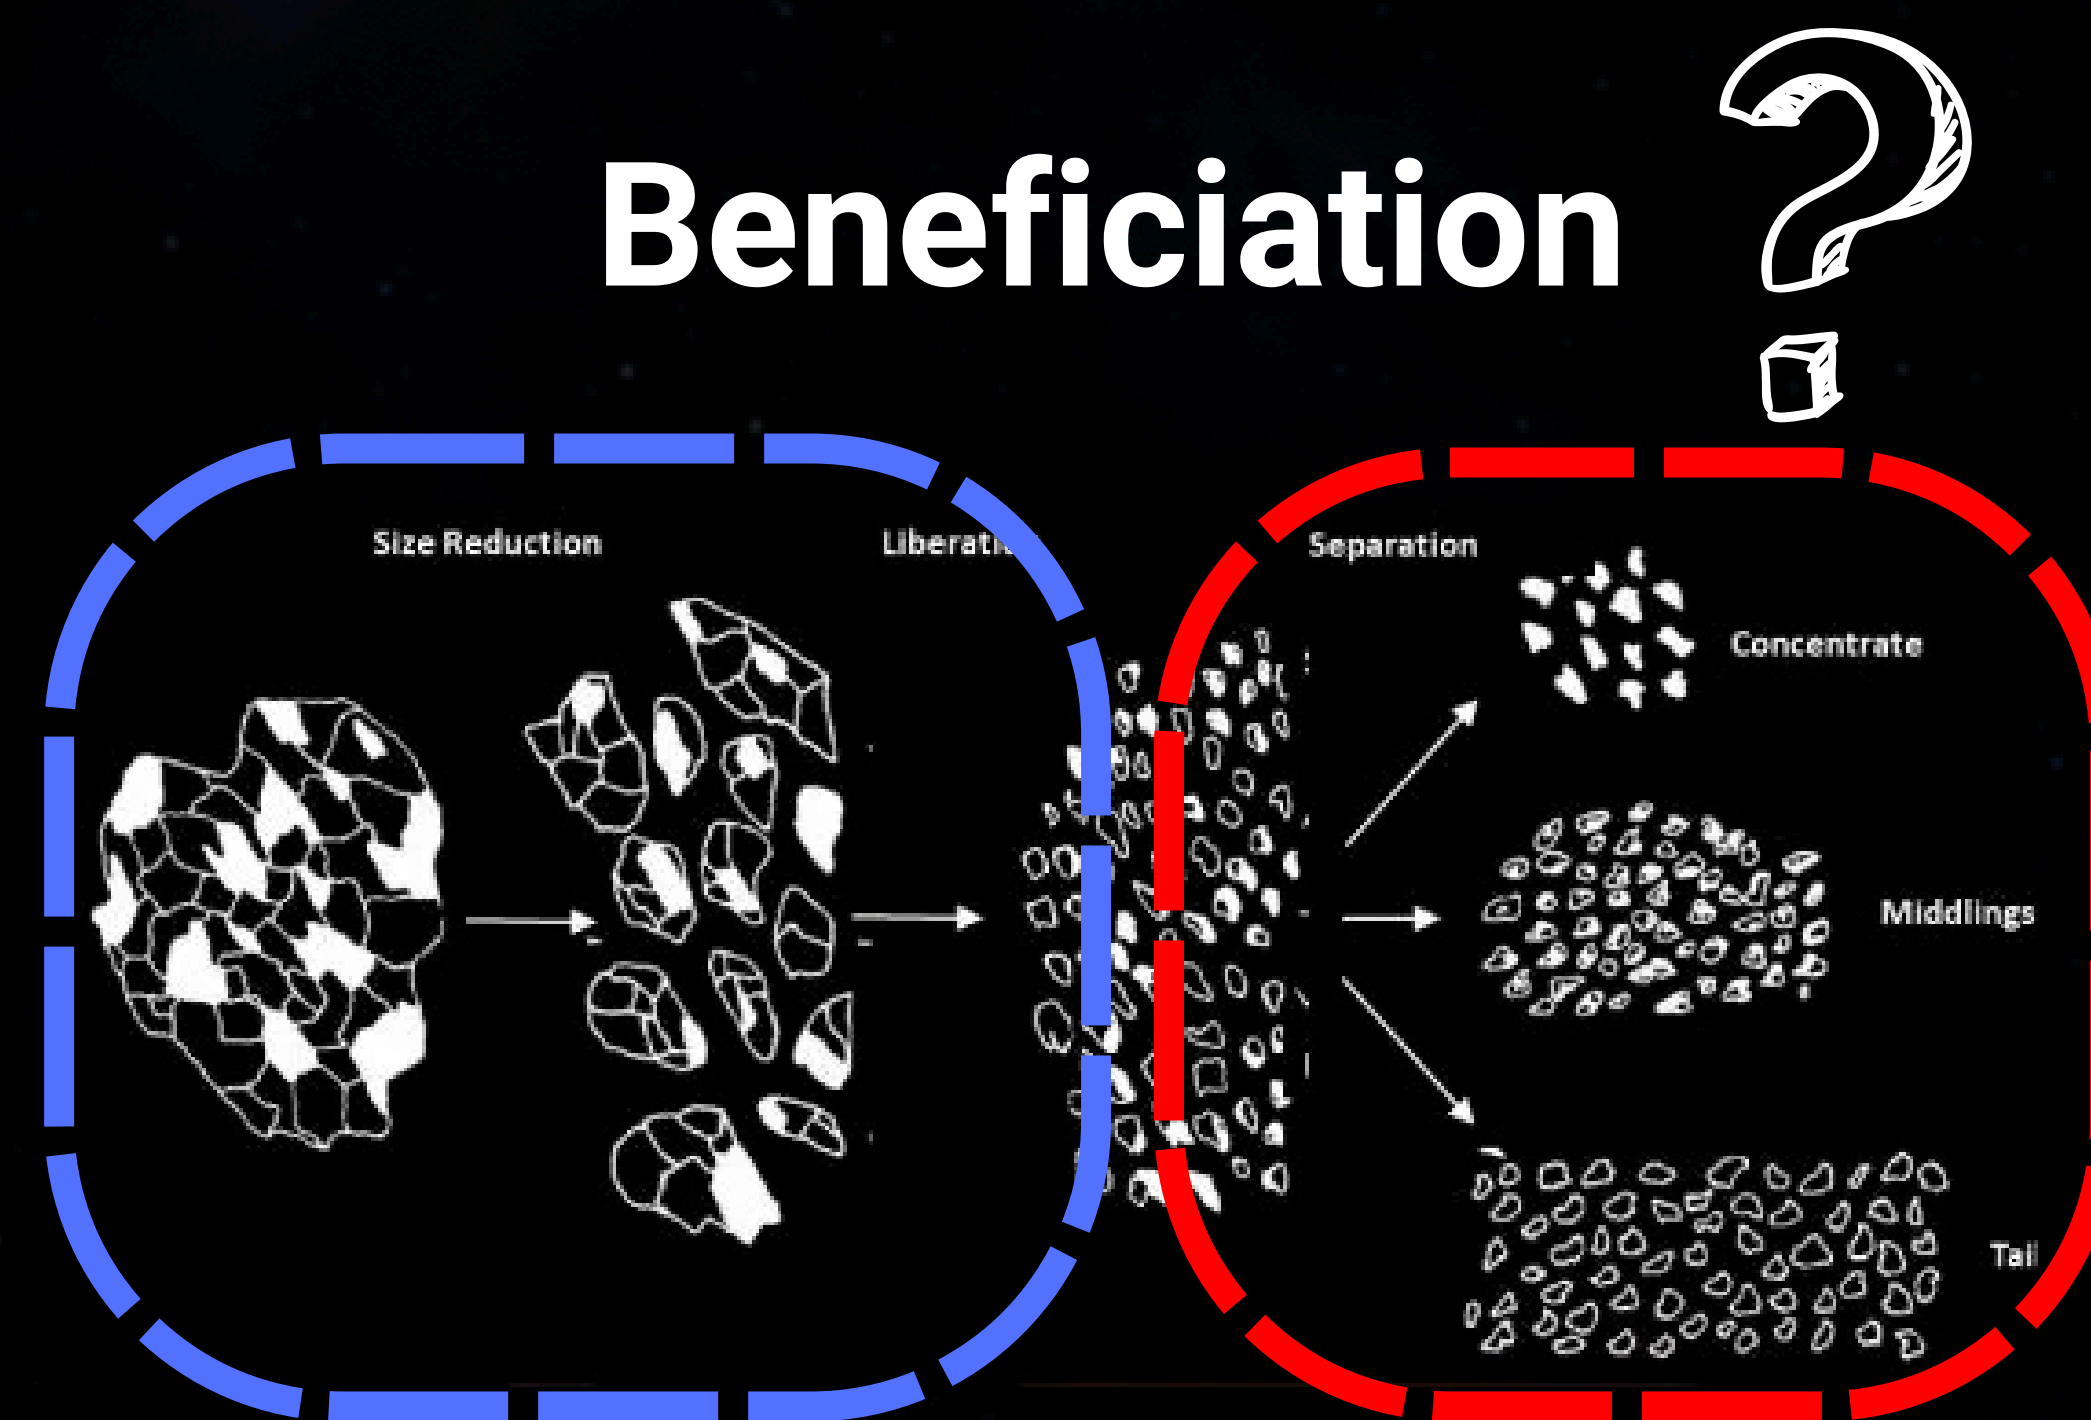 Beneficiation ?
Size Reduction
Separation
Concentrate
Middlings
Tail